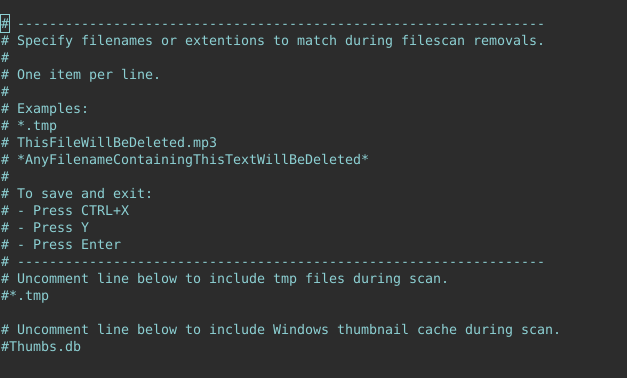 # ------------------------------------------------------------------
# Specify filenames or extentions to match during filescan removals.
#
# One item per line.
#
# Examples:
# *.tmp
# ThisFileWillBeDeleted.mp3
# *AnyFilenameContainingThisTextWillBeDeleted*
#
# To save and exit:
# - Press CTRL+X
# - Press Y
# - Press Enter
# ------------------------------------------------------------------
# Uncomment line below to include tmp files during scan.
#*.tmp

# Uncomment line below to include Windows thumbnail cache during scan.
#Thumbs.db